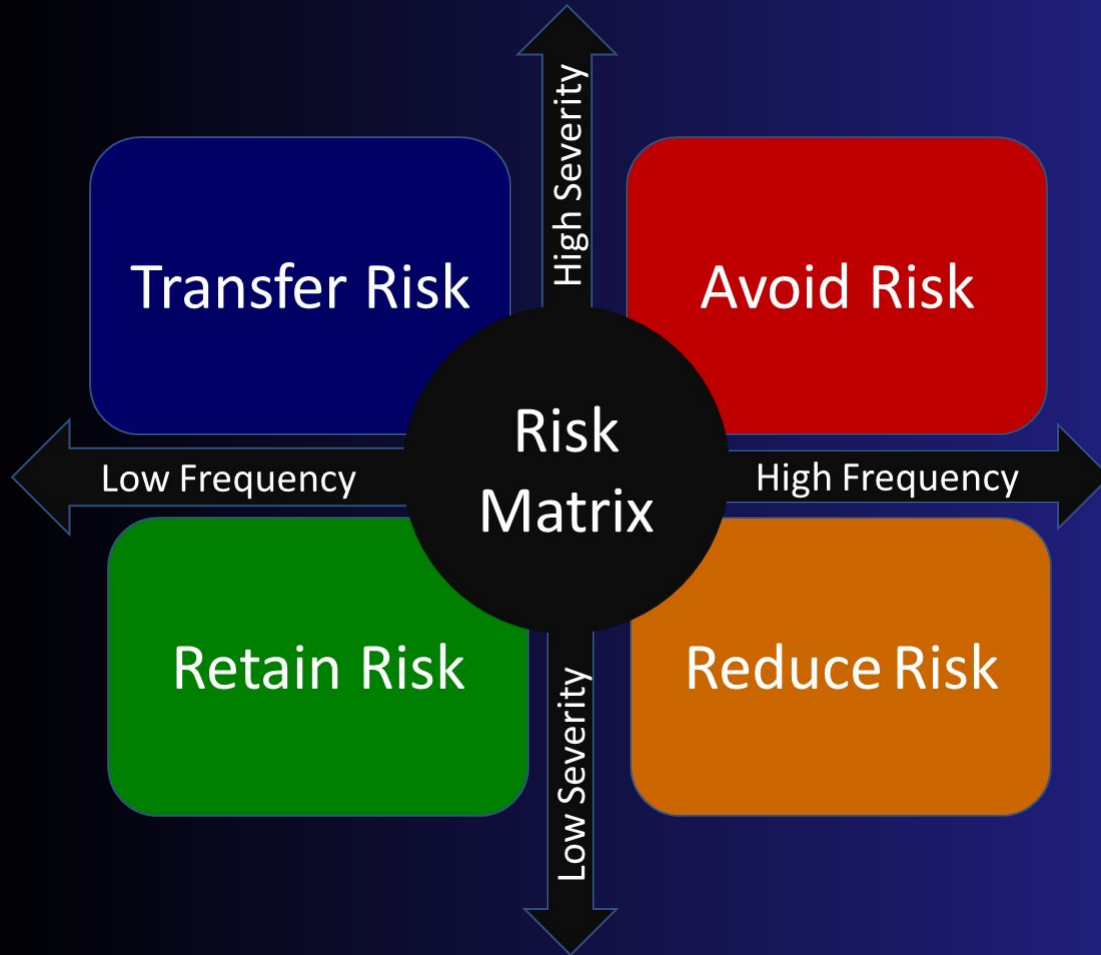 High Severity
Transfer Risk
Avoid Risk
Risk
Matrix
Low Frequency
High Frequency
Retain Risk
Reduce Risk
Low Severity